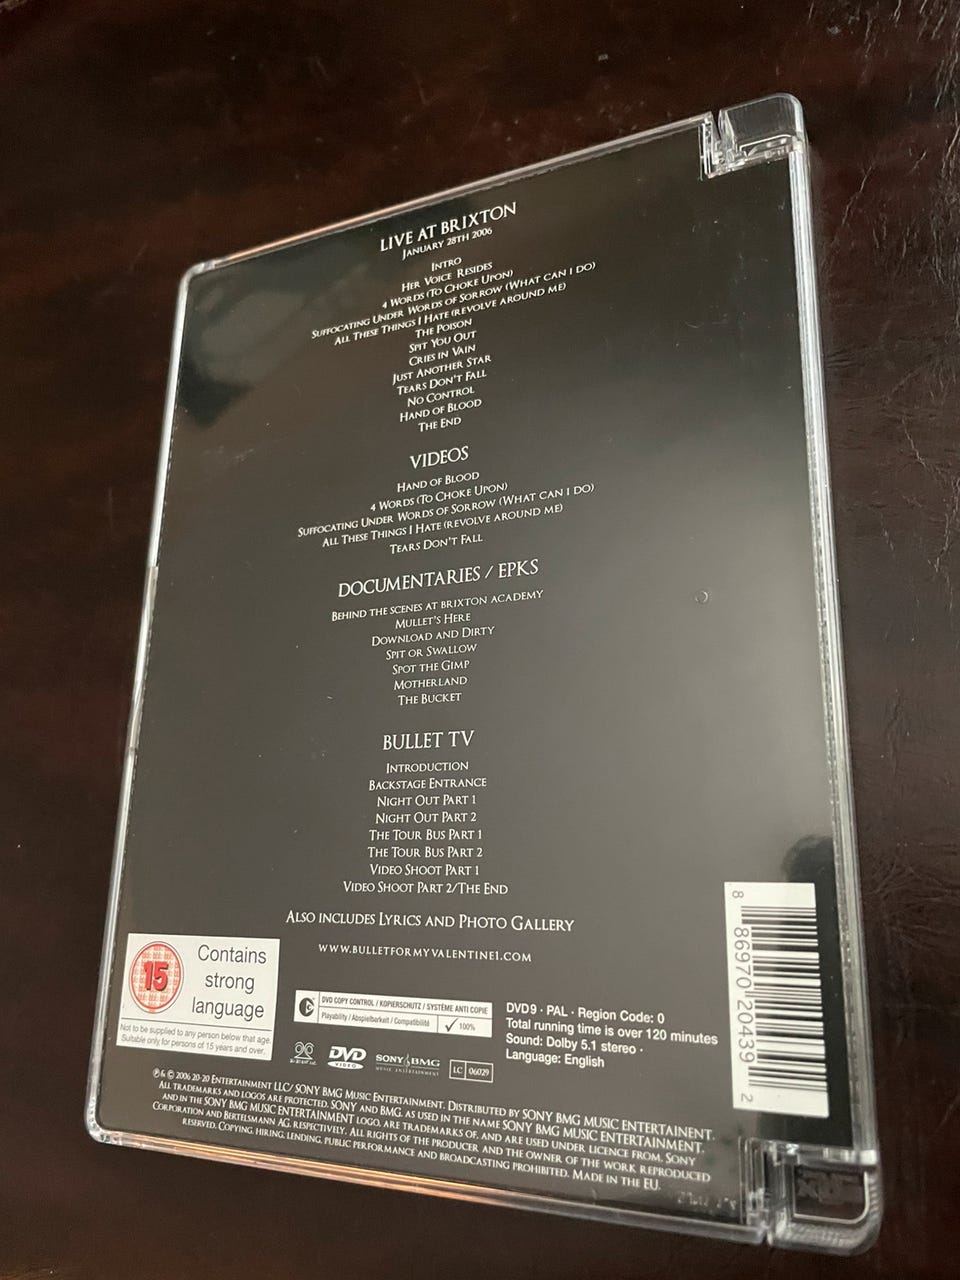 LIVE AT BRIXTON
JANUARY 28TH 2006
INTRO
HER VOICE RESIDES
4 WORDS (TO CHOKE UPON)
SUFFOCATING UNDER WORDS OF SORROW (WHAT CAN I DO)
ALL THESE THINGS I HATE (REVOLVE AROUND ME)
THE POISON
SPIT YOU OUT
CRIES IN VAIN
JUST ANOTHER STAR
TEARS DON'T FALL
NO CONTROL
HAND OF BLOOD
THE END
VIDEOS
HAND OF BLOOD
4 WORDS (TO CHOKE UPON)
SUFFOCATING UNDER WORDS OF SORROW (WHAT CAN I DO)
ALL THESE THINGS I HATE (REVOLVE AROUND ME)
TEARS DON'T FALL
DOCUMENTARIES / EPKS
BEHIND THE SCENES AT BRIXTON ACADEMY
MULLET'S HERE
DOWNLOAD AND DIRTY
SPIT OR SWALLOW
SPOT THE GIMP
MOTHERLAND
THE BUCKET
BULLET TV
INTRODUCTION
BACKSTAGE ENTRANCE
NIGHT OUT PART 1
NIGHT OUT PART 2
THE TOUR BUS PART 1
THE TOUR BUS PART 2
VIDEO SHOOT PART 1
VIDEO SHOOT PART 2/THE END
ALSO INCLUDES LYRICS AND PHOTO GALLERY
WWW.BULLETFORMYVALENTINE1.COM
15
Contains
strong
language
Not to be supplied to any person below that age.
Suitable only for persons of 15 years and over.
DVD COPY CONTROL / KOPIERSCHUTZ / SYSTÈME ANTI COPIE
Playability / Abspielbarkeit / Compatibilité
100%
DVD
VIDEO
SONY BMG
MUSIC ENTERTAINMENT
LC 06029
DVD9 · PAL · Region Code: 0
Total running time is over 120 minutes
Sound: Dolby 5.1 stereo ·
Language: English
8 86970 20439 2
℗ & © 2006 20-20 ENTERTAINMENT LLC/ SONY BMG MUSIC ENTERTAINMENT. DISTRIBUTED BY SONY BMG MUSIC ENTERTAINENT.
ALL TRADEMARKS AND LOGOS ARE PROTECTED. SONY AND BMG, AS USED IN THE NAME SONY BMG MUSIC ENTERTAINMENT,
AND IN THE SONY BMG MUSIC ENTERTAINMENT LOGO, ARE TRADEMARKS OF, AND ARE USED UNDER LICENCE FROM, SONY
CORPORATION AND BERTELSMANN AG, RESPECTIVELY. ALL RIGHTS OF THE PRODUCER AND THE OWNER OF THE WORK REPRODUCED
RESERVED. COPYING, HIRING, LENDING, PUBLIC PERFORMANCE AND BROADCASTING PROHIBITED. MADE IN THE EU.